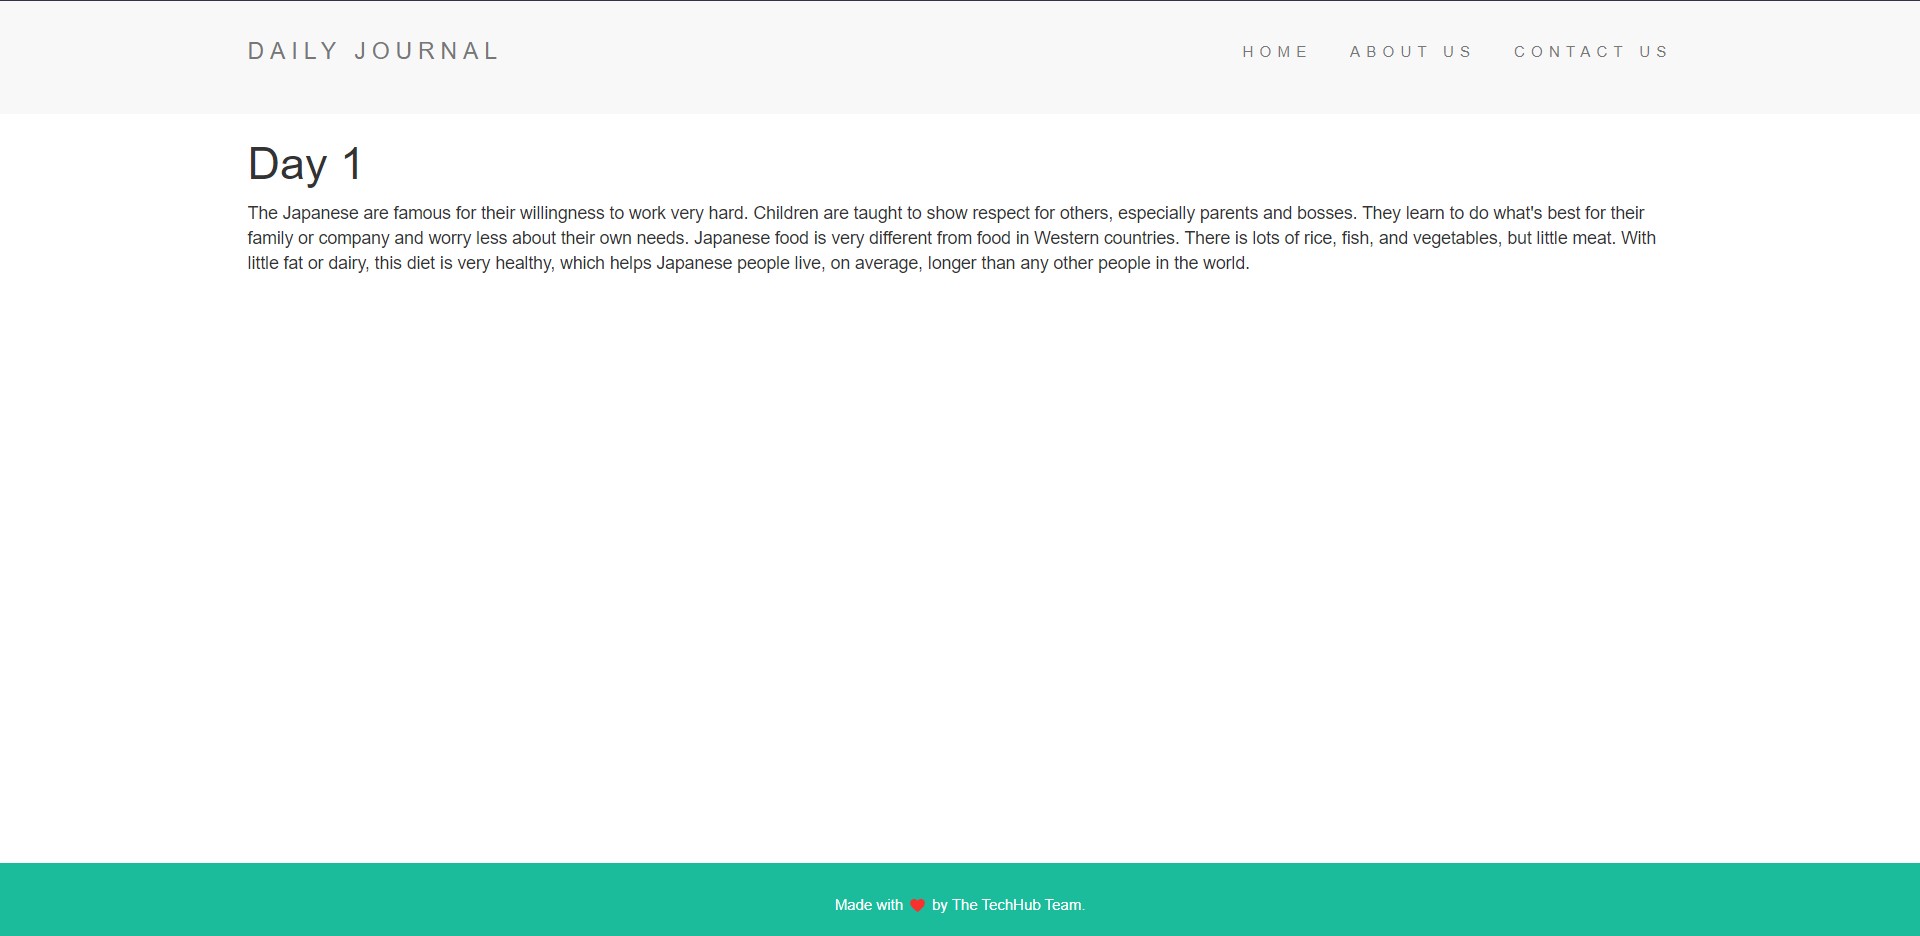 DAILY JOURNAL
HOME ABOUT US CONTACT US
Day 1
The Japanese are famous for their willingness to work very hard. Children are taught to show respect for others, especially parents and bosses. They learn to do what's best for their
family or company and worry less about their own needs. Japanese food is very different from food in Western countries. There is lots of rice, fish, and vegetables, but little meat. With
little fat or dairy, this diet is very healthy, which helps Japanese people live, on average, longer than any other people in the world.
Made with ❤️ by The TechHub Team.